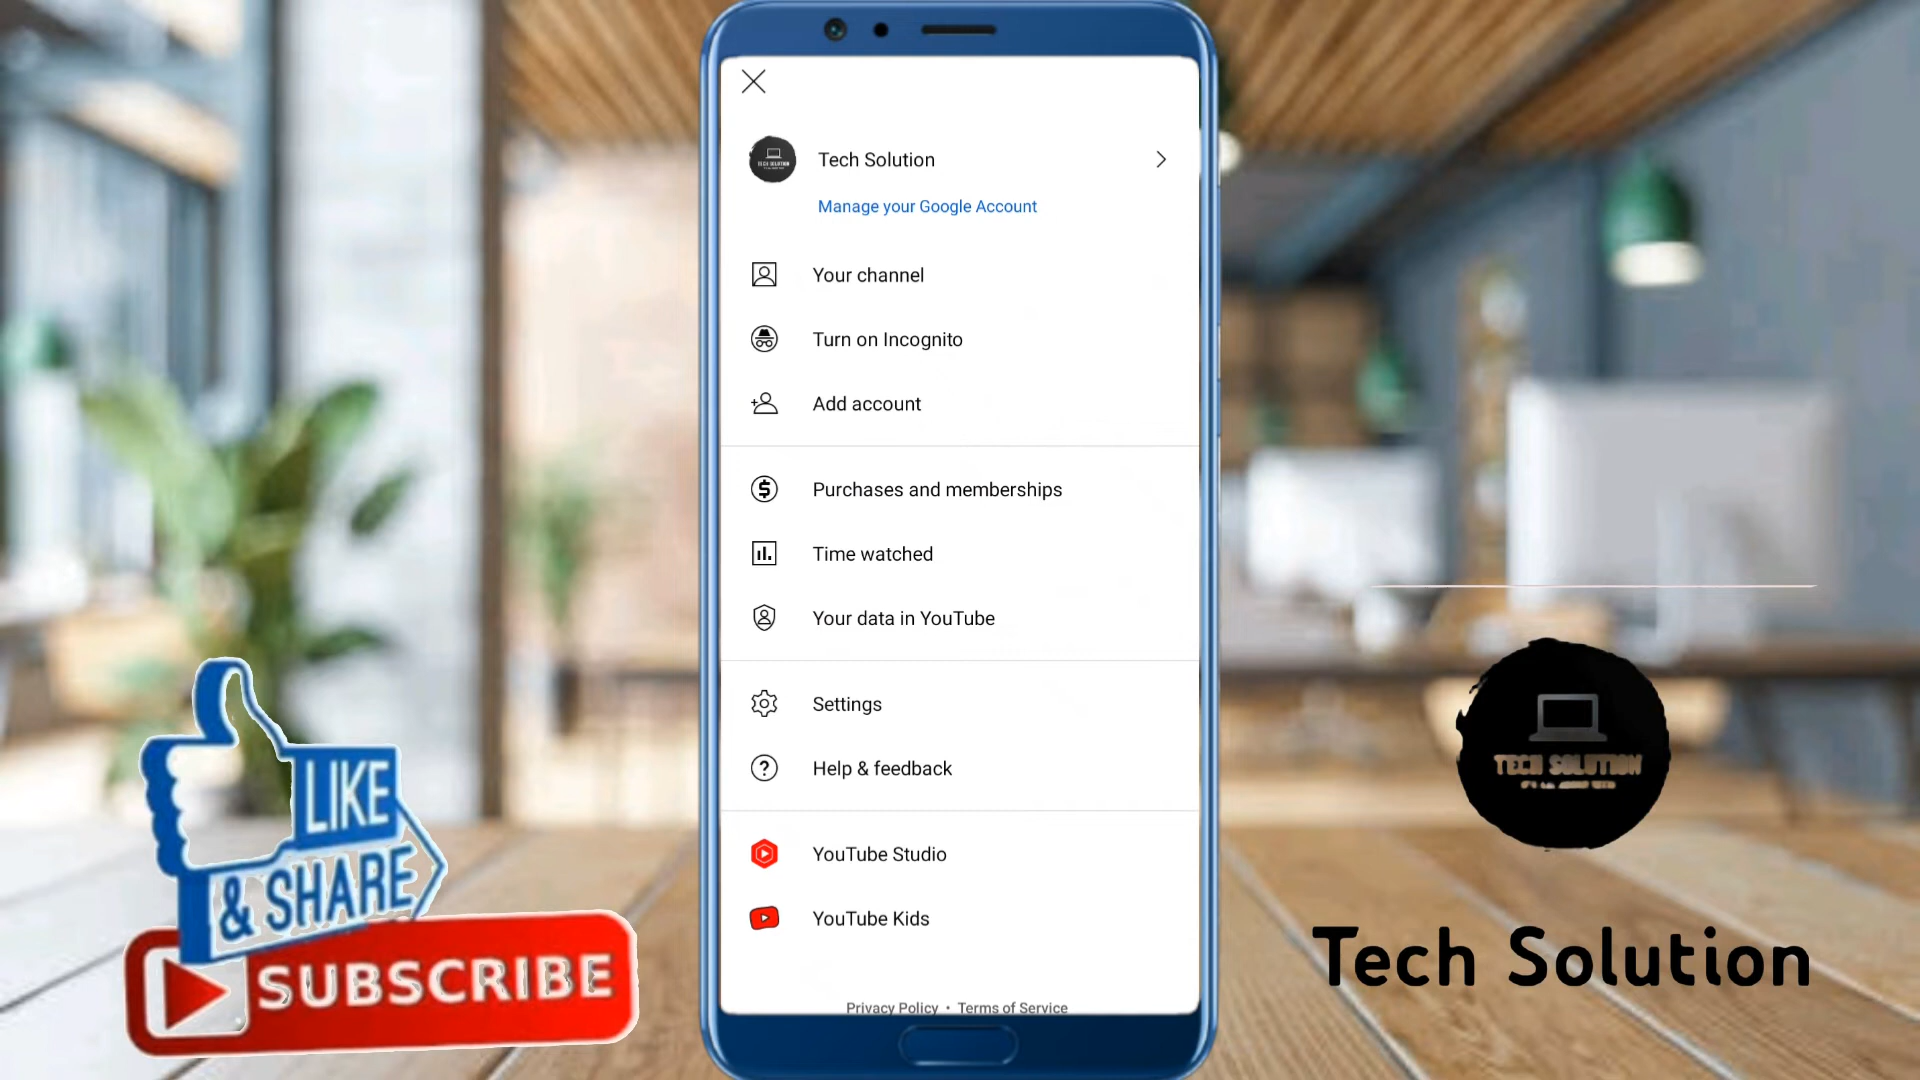 Tech Solution
Manage your Google Account
Your channel
Turn on Incognito
Add account
Purchases and memberships
Time watched
Your data in YouTube
Settings
Help & feedback
YouTube Studio
YouTube Kids
Privacy Policy • Terms of Service
LIKE
& SHARE
SUBSCRIBE
TECH SOLUTION
Tech Solution